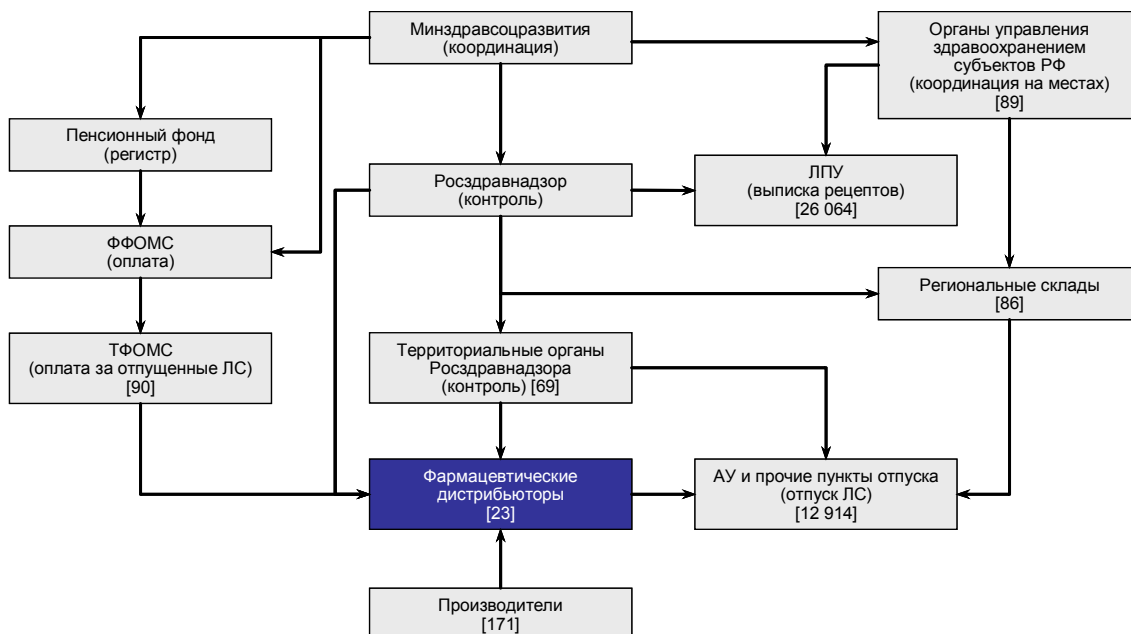 Минздравсоцразвития
(координация)
Органы управления
здравоохранением
субъектов РФ
(координация на местах)
[89]
Пенсионный фонд
(регистр)
Росздравнадзор
(контроль)
ЛПУ
(выписка рецептов)
[26 064]
ФФОМС
(оплата)
Региональные склады
[86]
ТФОМС
(оплата за отпущенные ЛС)
[90]
Территориальные органы
Росздравнадзора
(контроль) [69]
Фармацевтические
дистрибьюторы
[23]
АУ и прочие пункты отпуска
(отпуск ЛС)
[12 914]
Производители
[171]